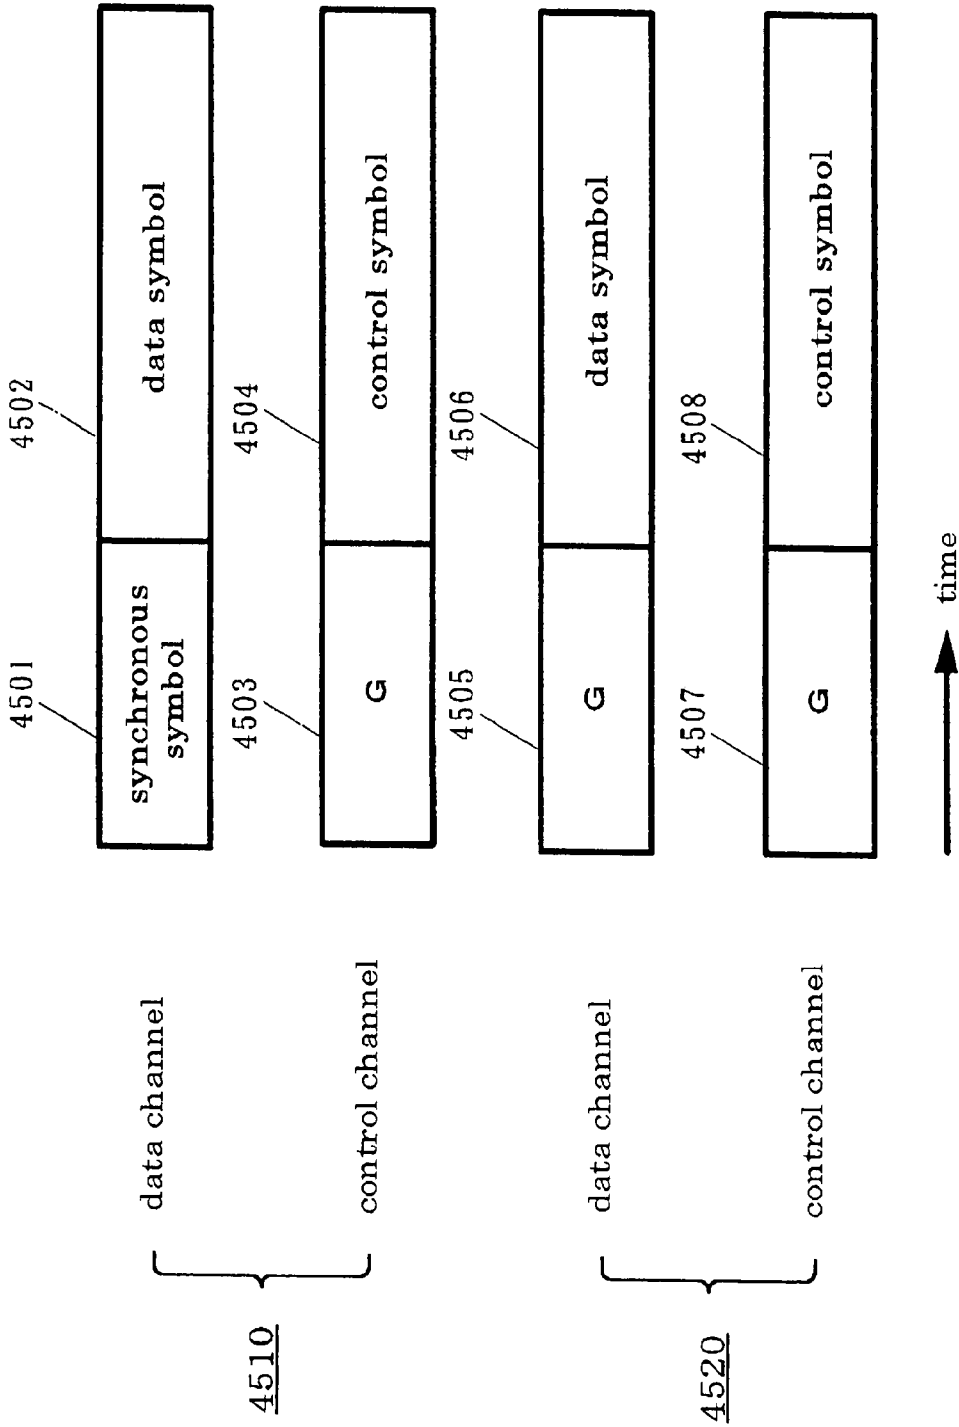 4501
4502
data channel
synchronous
symbol
data symbol
4510
4503
4504
control channel
G
control symbol
4505
4506
data channel
G
data symbol
4520
4507
4508
control channel
G
control symbol
time